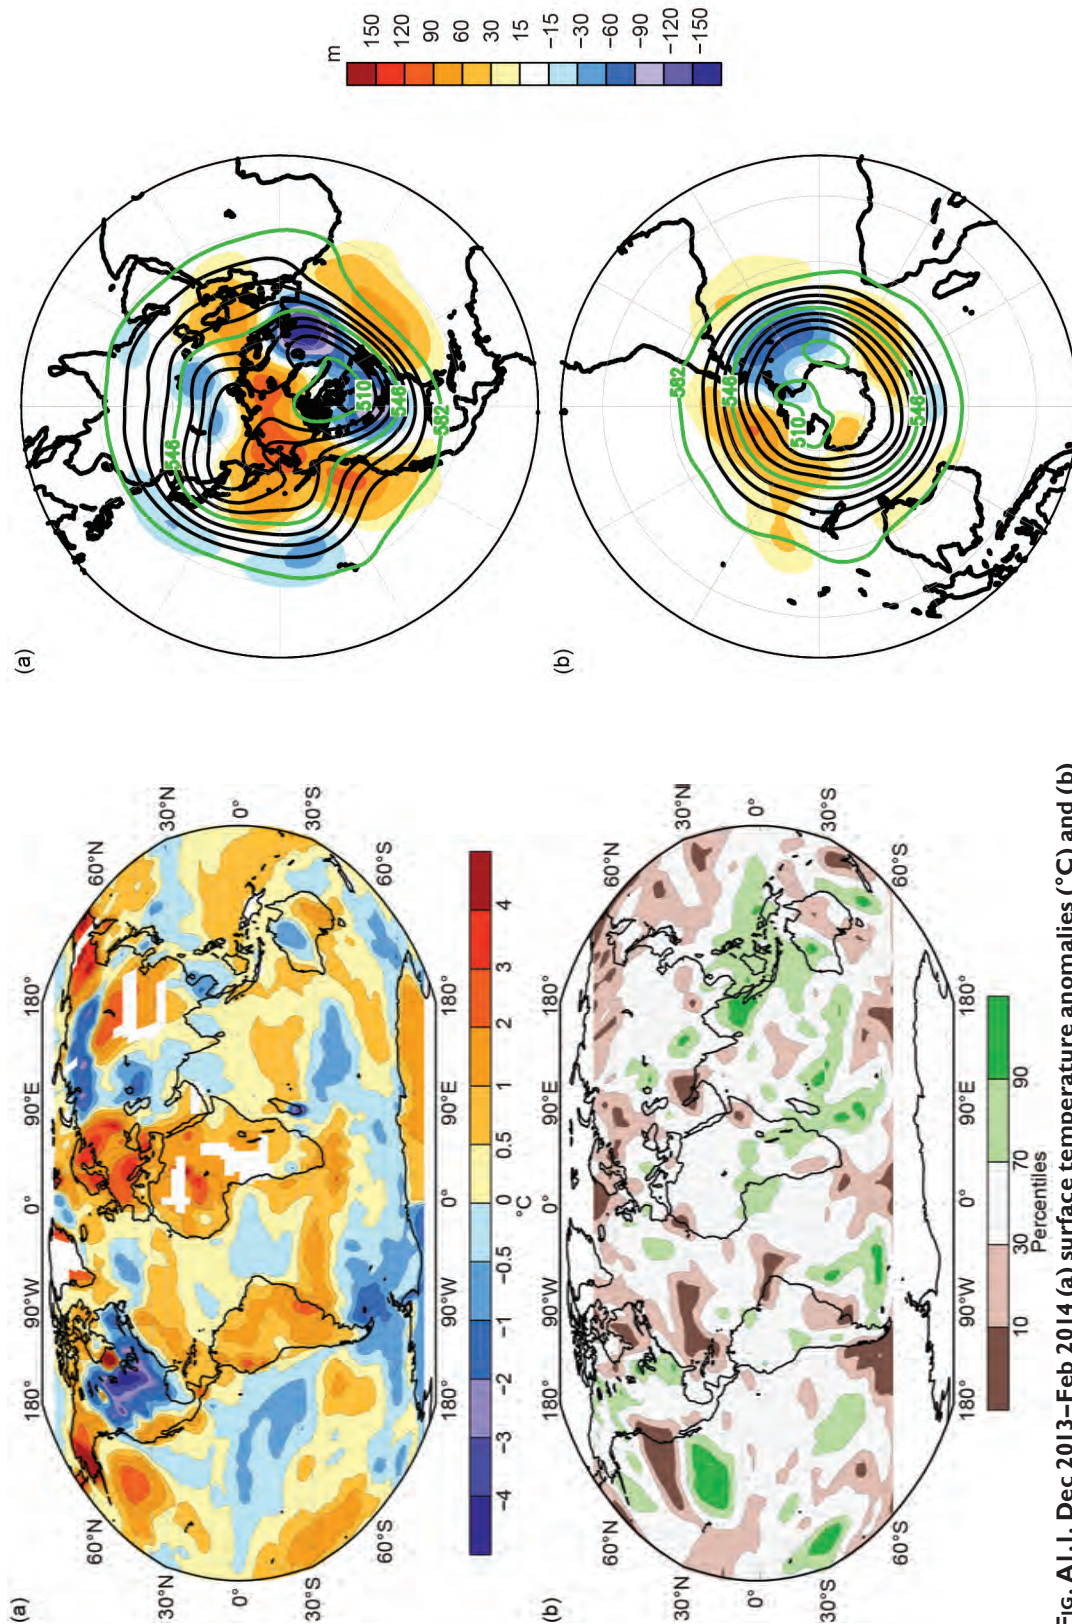 (a)
180° 90°W 0° 90°E 180°
60°N 60°N
30°N 30°N
0° 0°
30°S 30°S
60°S 60°S
−4 −3 −2 −1 −0.5 0 0.5 1 2 3 4
°C
(b)
180° 90°W 0° 90°E 180°
60°N 60°N
30°N 30°N
0° 0°
30°S 30°S
60°S 60°S
10 30 70 90
Percentiles
Fig. A1.1. Dec 2013–Feb 2014 (a) surface temperature anomalies (°C) and (b)
(a)
546
510
546
582
(b)
582
546
510
546
m
150
120
90
60
30
15
−15
−30
−60
−90
−120
−150